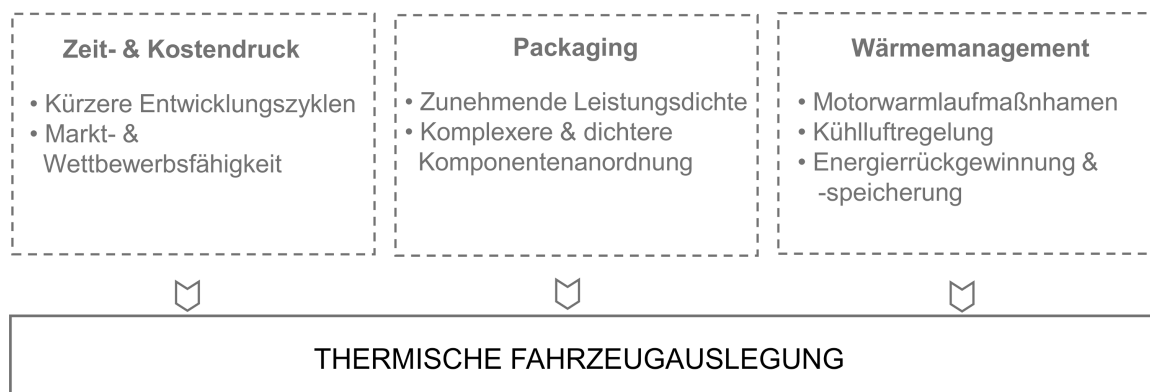 Zeit- & Kostendruck
• Kürzere Entwicklungszyklen
• Markt- &
Wettbewerbsfähigkeit
Packaging
• Zunehmende Leistungsdichte
• Komplexere & dichtere
Komponentenanordnung
Wärmemanagement
• Motorwarmlaufmaßnhamen
• Kühlluftregelung
• Energierrückgewinnung &
-speicherung
THERMISCHE FAHRZEUGAUSLEGUNG